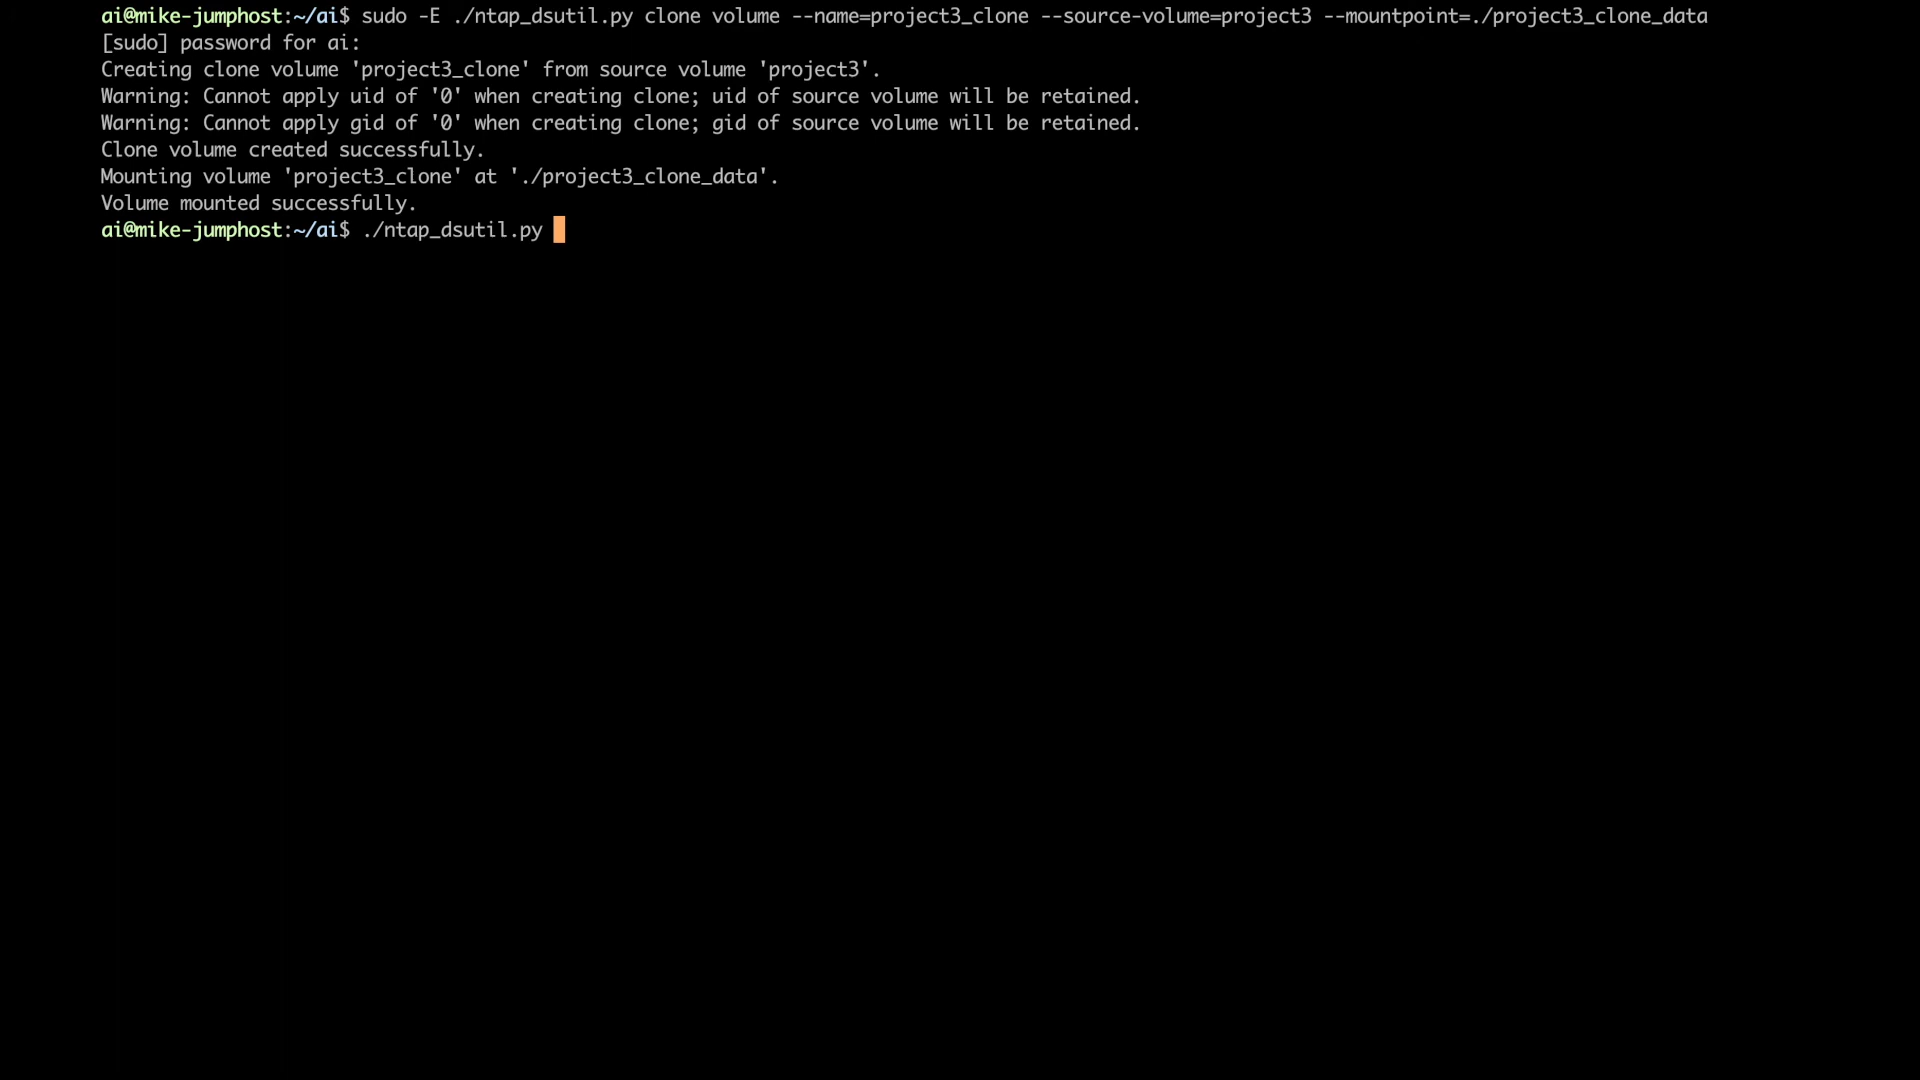 ai@mike-jumphost:~/ai$ sudo -E ./ntap_dsutil.py clone volume --name=project3_clone --source-volume=project3 --mountpoint=./project3_clone_data
[sudo] password for ai:
Creating clone volume 'project3_clone' from source volume 'project3'.
Warning: Cannot apply uid of '0' when creating clone; uid of source volume will be retained.
Warning: Cannot apply gid of '0' when creating clone; gid of source volume will be retained.
Clone volume created successfully.
Mounting volume 'project3_clone' at './project3_clone_data'.
Volume mounted successfully.
ai@mike-jumphost:~/ai$ ./ntap_dsutil.py